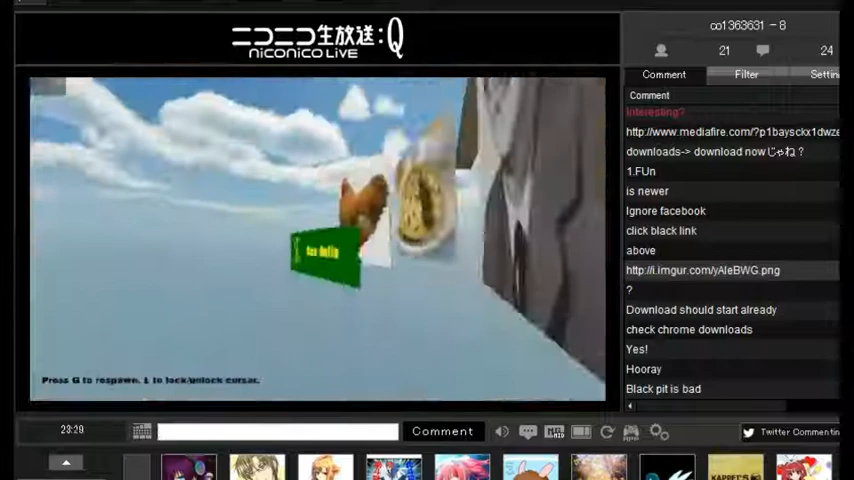 ニコニコ生放送:Q
niconico Live
co1363631 – 8
21
24
Comment
Filter
Settin
Comment
Interesting?
http://www.mediafire.com/?p1baysckx1dwze
downloads-> download nowじゃね?
1.FUn
is newer
Ignore facebook
click black link
above
http://i.imgur.com/yAleBWG.png
?
Download should start already
check chrome downloads
Yes!
Hooray
Black pit is bad
Press G to respawn. L to lock/unlock cursor.
23:29
Comment
Twitter Commentin